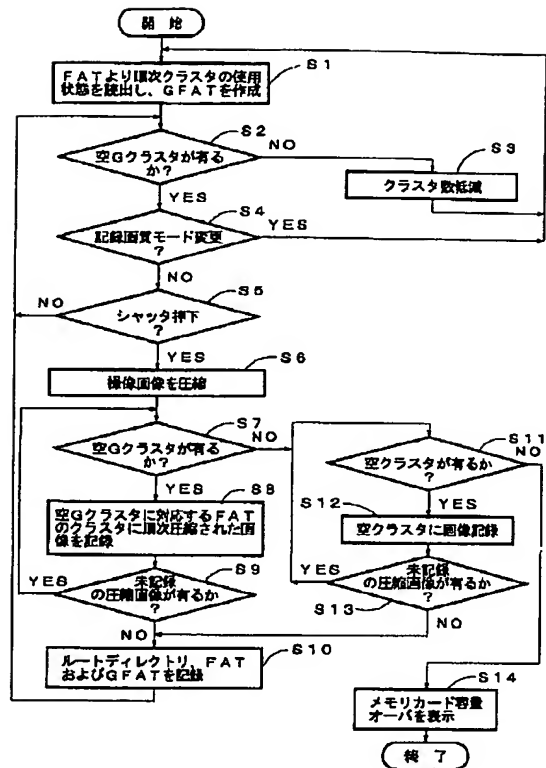 開始
S1
FATより順次クラスタの使用
状態を読出し、GFATを作成
S2
空Gクラスタが有る
か?
NO
YES
S3
クラスタ数低減
S4
記録画質モード変更
?
YES
NO
S5
シャッタ押下
?
NO
YES
S6
撮像画像を圧縮
S7
空Gクラスタが有る
か?
NO
YES
S8
空Gクラスタに対応するFAT
のクラスタに順次圧縮された画
像を記録
S9
未記録
の圧縮画像が有るか
?
YES
NO
S10
ルートディレクトリ、FAT
およびGFATを記録
S11
空クラスタが有るか
?
NO
YES
S12
空クラスタに画像記録
未記録
の圧縮画像が有るか
?
YES
S13
NO
S14
メモリカード容量
オーバを表示
終了